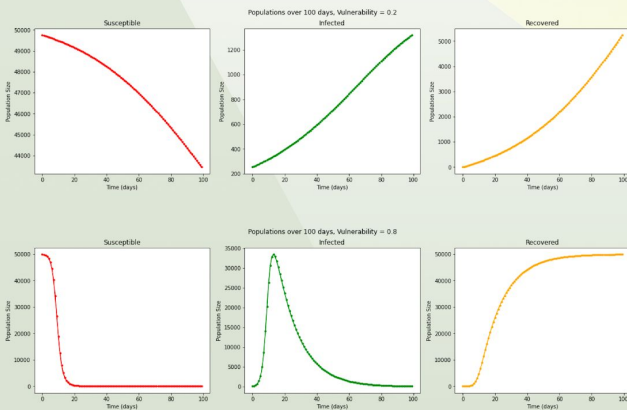 Populations over 100 days, Vulnerability = 0.2
Susceptible
Infected
Recovered
Population Size
50000
49000
48000
47000
46000
45000
44000
0 20 40 60 80 100
Time (days)
Population Size
1200
1000
800
600
400
200
0 20 40 60 80 100
Time (days)
Population Size
5000
4000
3000
2000
1000
0
0 20 40 60 80 100
Time (days)
Populations over 100 days, Vulnerability = 0.8
Susceptible
Infected
Recovered
Population Size
50000
40000
30000
20000
10000
0
0 20 40 60 80 100
Time (days)
Population Size
35000
30000
25000
20000
15000
10000
5000
0
0 20 40 60 80 100
Time (days)
Population Size
50000
40000
30000
20000
10000
0
0 20 40 60 80 100
Time (days)